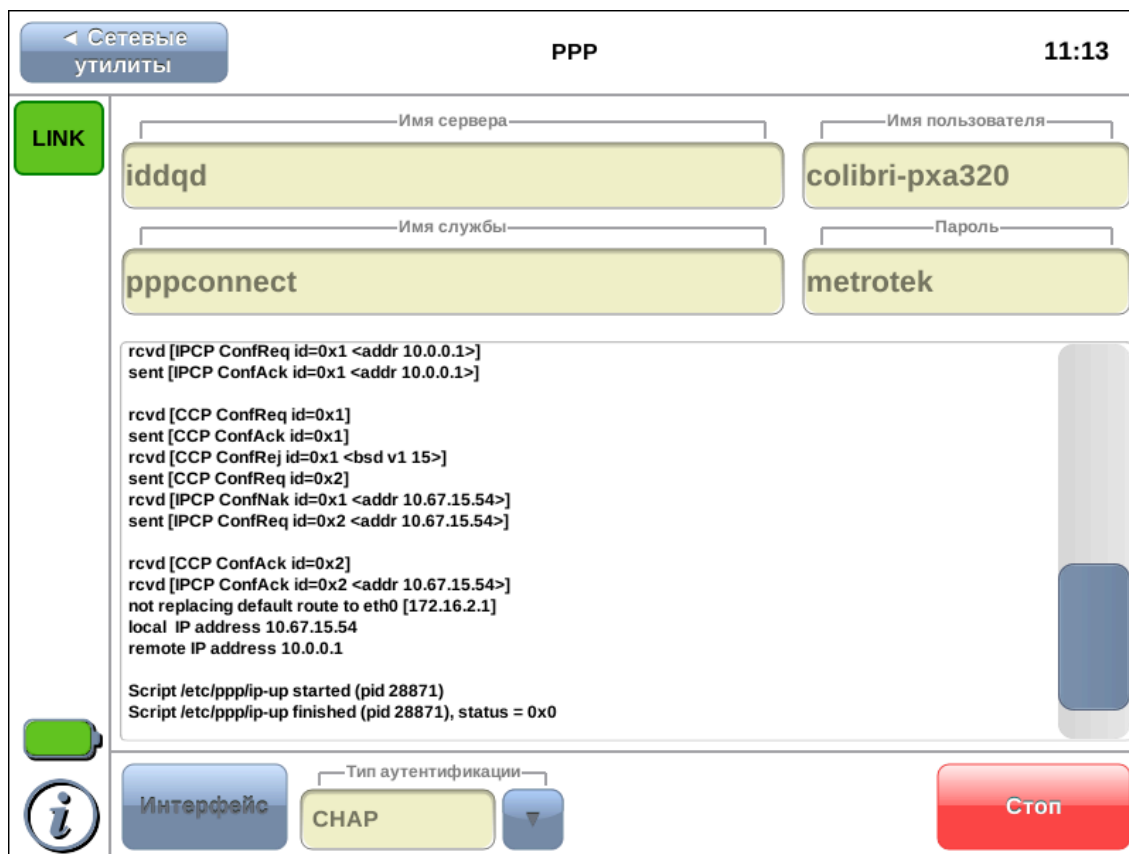 ◄ Сетевые
утилиты
PPP
11:13
LINK
Имя сервера
Имя пользователя
iddqd
colibri-pxa320
Имя службы
Пароль
pppconnect
metrotek
rcvd [IPCP ConfReq id=0x1 <addr 10.0.0.1>]
sent [IPCP ConfAck id=0x1 <addr 10.0.0.1>]
rcvd [CCP ConfReq id=0x1]
sent [CCP ConfAck id=0x1]
rcvd [CCP ConfRej id=0x1 <bsd v1 15>]
sent [CCP ConfReq id=0x2]
rcvd [IPCP ConfNak id=0x1 <addr 10.67.15.54>]
sent [IPCP ConfReq id=0x2 <addr 10.67.15.54>]
rcvd [CCP ConfAck id=0x2]
rcvd [IPCP ConfAck id=0x2 <addr 10.67.15.54>]
not replacing default route to eth0 [172.16.2.1]
local  IP address 10.67.15.54
remote IP address 10.0.0.1
Script /etc/ppp/ip-up started (pid 28871)
Script /etc/ppp/ip-up finished (pid 28871), status = 0x0
Интерфейс
Тип аутентификации
CHAP
▼
Стоп
i